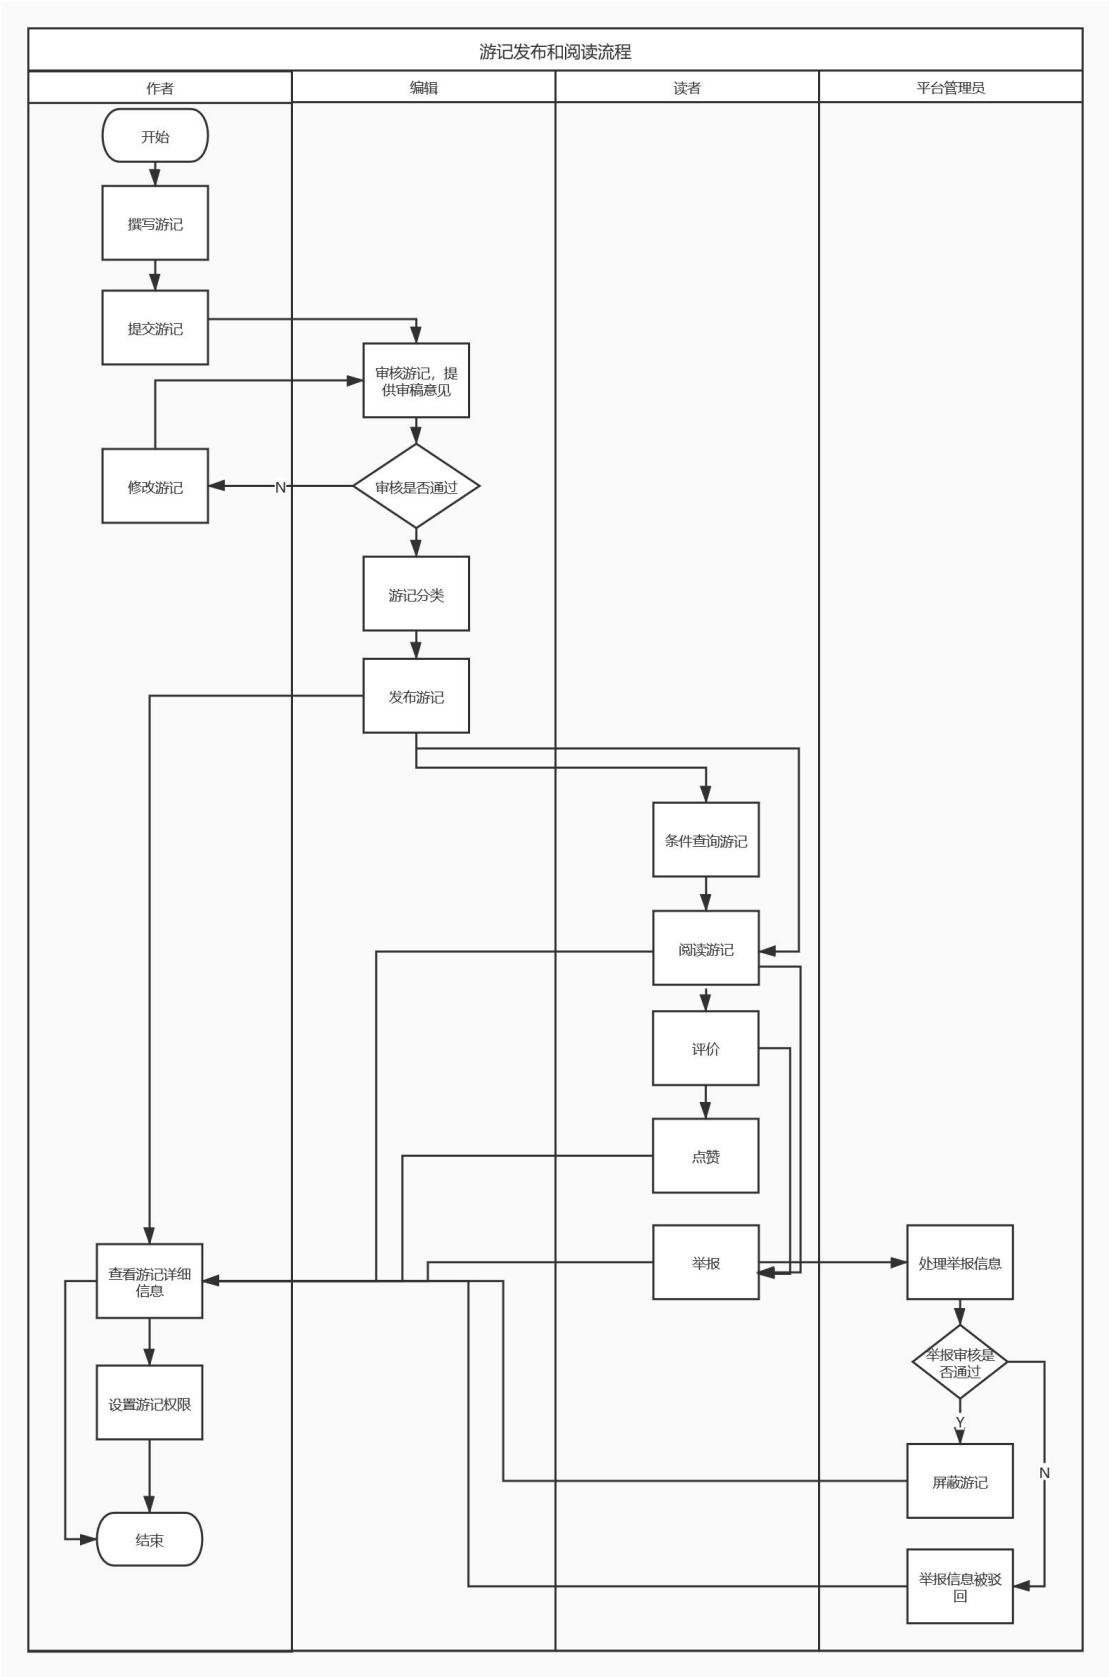 游记发布和阅读流程
作者
编辑
读者
平台管理员
开始
撰写游记
提交游记
审核游记，提
供审稿意见
修改游记
N
审核是否通过
游记分类
发布游记
条件查询游记
阅读游记
评价
点赞
举报
处理举报信息
查看游记详细
信息
举报审核是
否通过
设置游记权限
Y
N
屏蔽游记
结束
举报信息被驳
回